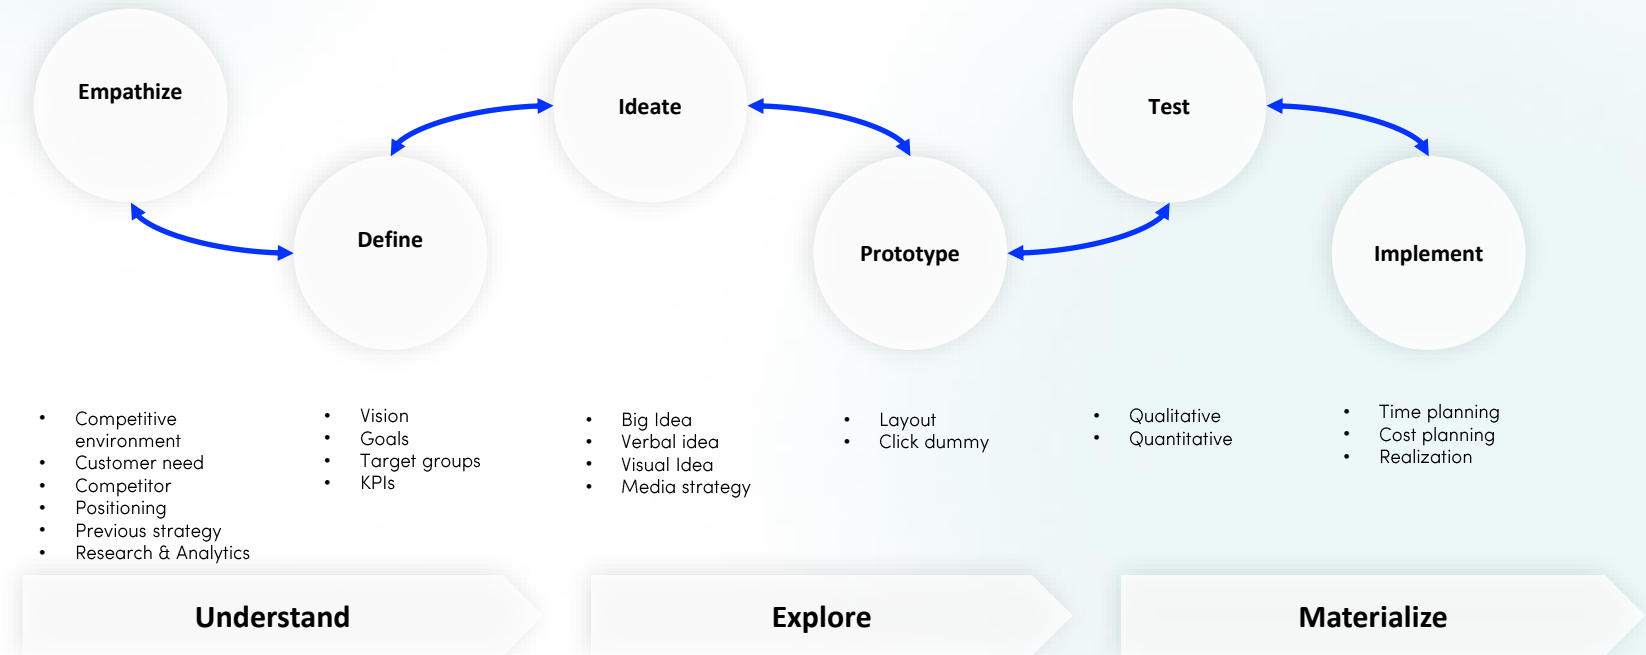 Empathize
Define
Ideate
Prototype
Test
Implement
• Competitive
environment
• Customer need
• Competitor
• Positioning
• Previous strategy
• Research & Analytics
• Vision
• Goals
• Target groups
• KPIs
• Big Idea
• Verbal idea
• Visual Idea
• Media strategy
• Layout
• Click dummy
• Qualitative
• Quantitative
• Time planning
• Cost planning
• Realization
Understand
Explore
Materialize